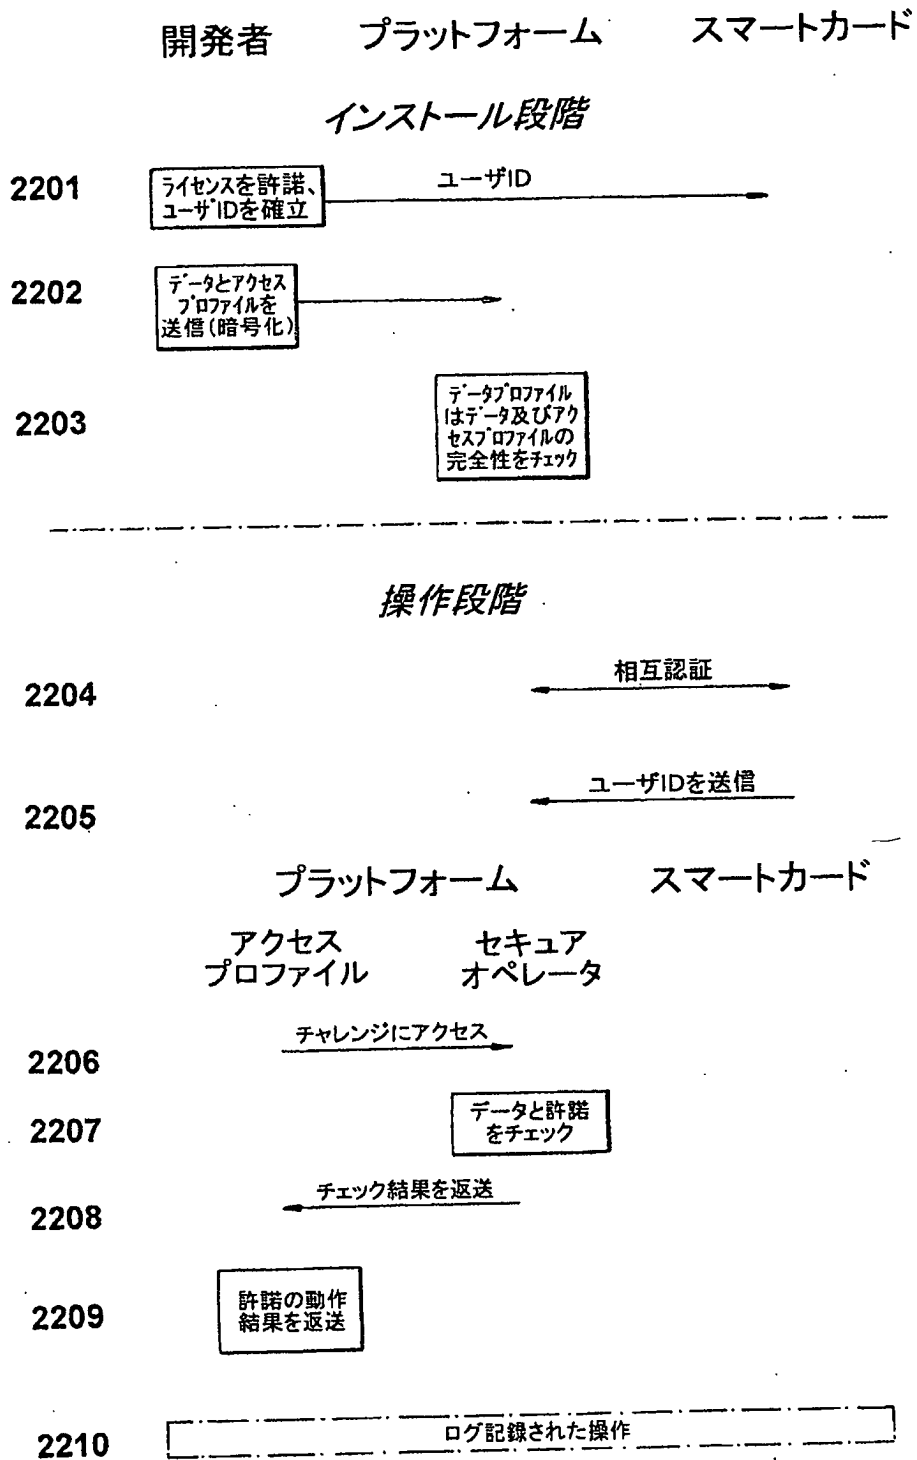 開発者 プラットフォーム スマートカード
インストール段階
2201
ライセンスを許諾、
ユーザIDを確立
ユーザID
2202
データとアクセス
プロファイルを
送信(暗号化)
2203
データプロファイル
はデータ及びアク
セスプロファイルの
完全性をチェック
操作段階
2204
相互認証
2205
ユーザIDを送信
プラットフォーム スマートカード
アクセス
プロファイル
セキュア
オペレータ
2206
チャレンジにアクセス
2207
データと許諾
をチェック
2208
チェック結果を返送
2209
許諾の動作
結果を返送
2210
ログ記録された操作